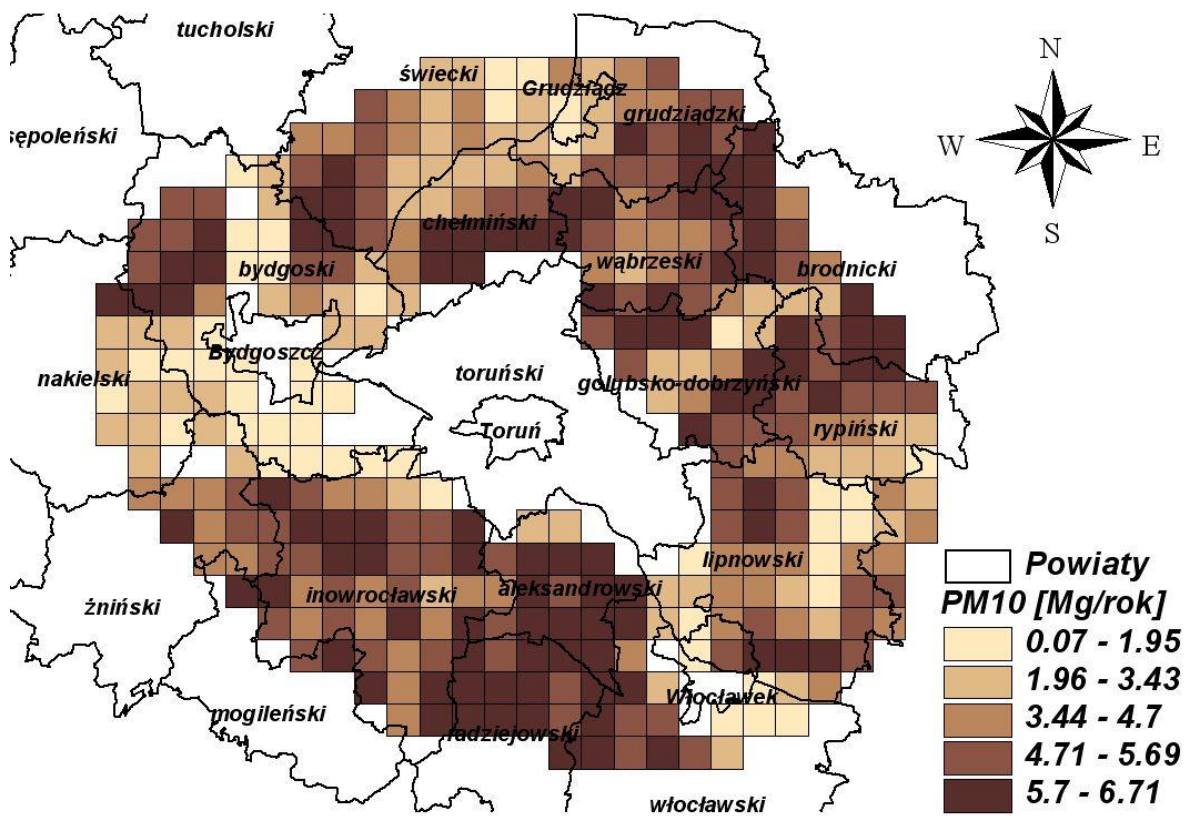 tucholski
świecki
Grudziądz
grudziądzki
sępoleński
N
W
E
S
chełmiński
bydgoski
wąbrzeski
brodnicki
Bydgoszcz
nakielski
toruński
golubsko-dobrzyński
Toruń
rypiński
lipnowski
żniński
inowrocławski
aleksandrowski
mogileński
Włocławek
radziejowski
włocławski
Powiaty
PM10 [Mg/rok]
0.07 - 1.95
1.96 - 3.43
3.44 - 4.7
4.71 - 5.69
5.7 - 6.71